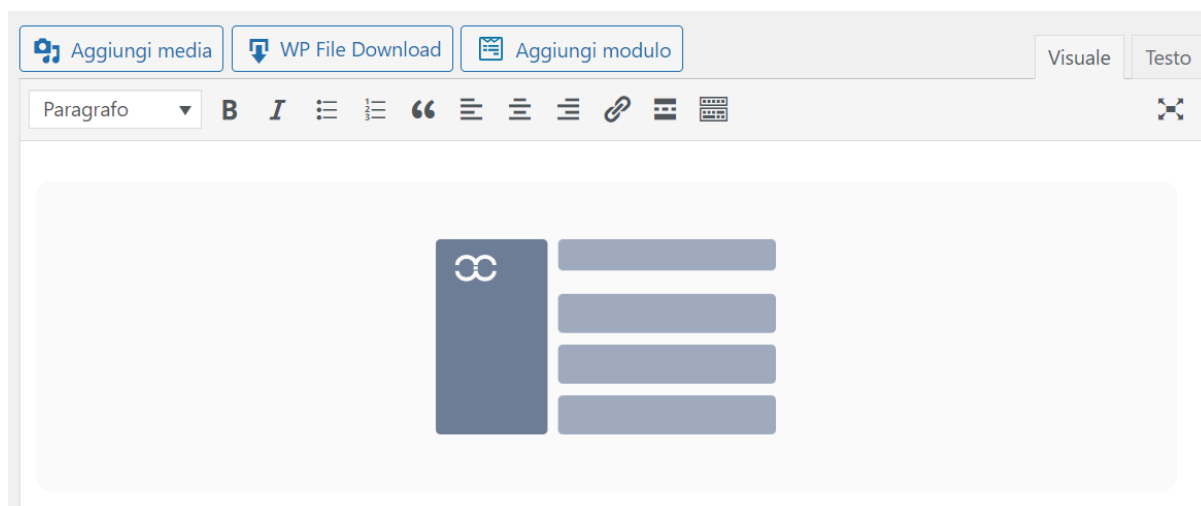 Aggiungi media WP File Download Aggiungi modulo
Visuale Testo
Paragrafo B I